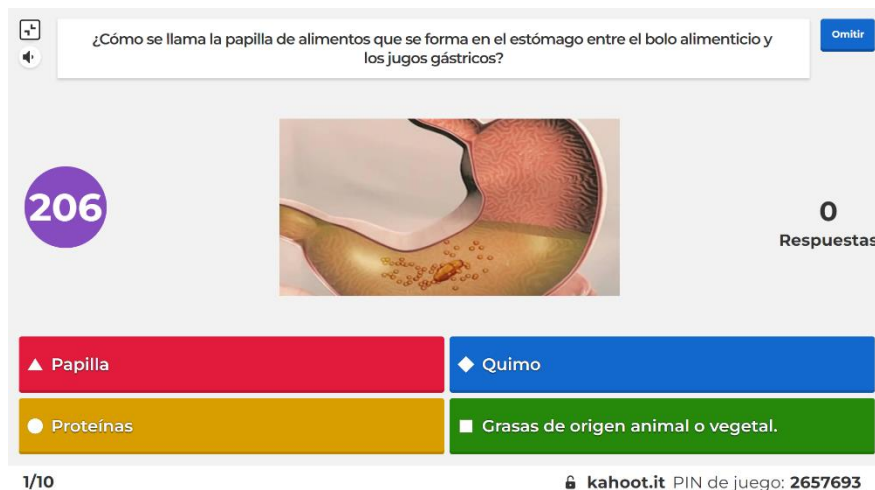 ¿Cómo se llama la papilla de alimentos que se forma en el estómago entre el bolo alimenticio y
los jugos gástricos?
Omitir
206
0
Respuestas
Papilla
Quimo
Proteínas
Grasas de origen animal o vegetal.
1/10
kahoot.it PIN de juego: 2657693